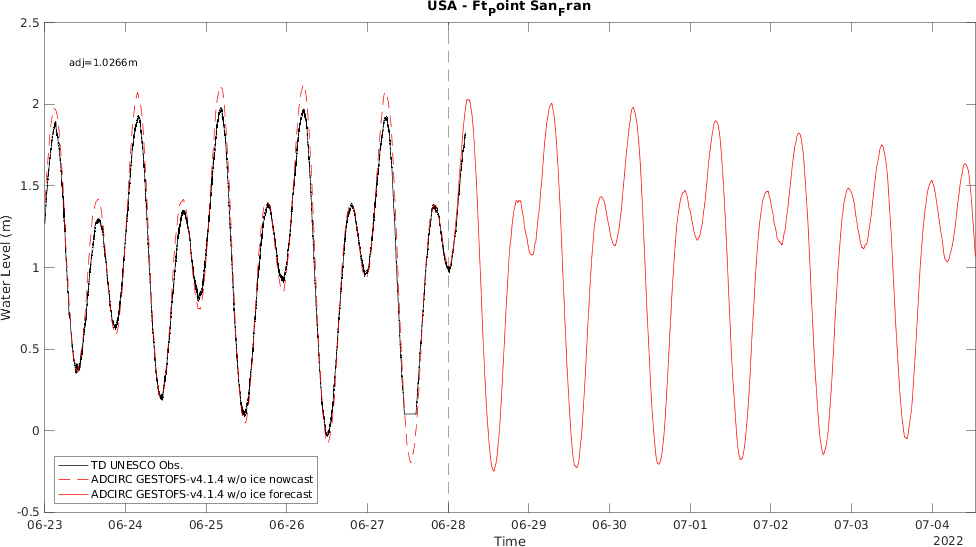 USA - Ft_Point San_Fran
2.5
adj=1.0266m
2
1.5
1
0.5
0
-0.5
Water Level (m)
TD UNESCO Obs.
ADCIRC GESTOFS-v4.1.4 w/o ice nowcast
ADCIRC GESTOFS-v4.1.4 w/o ice forecast
06-23 06-24 06-25 06-26 06-27 06-28 06-29 06-30 07-01 07-02 07-03 07-04
Time
2022